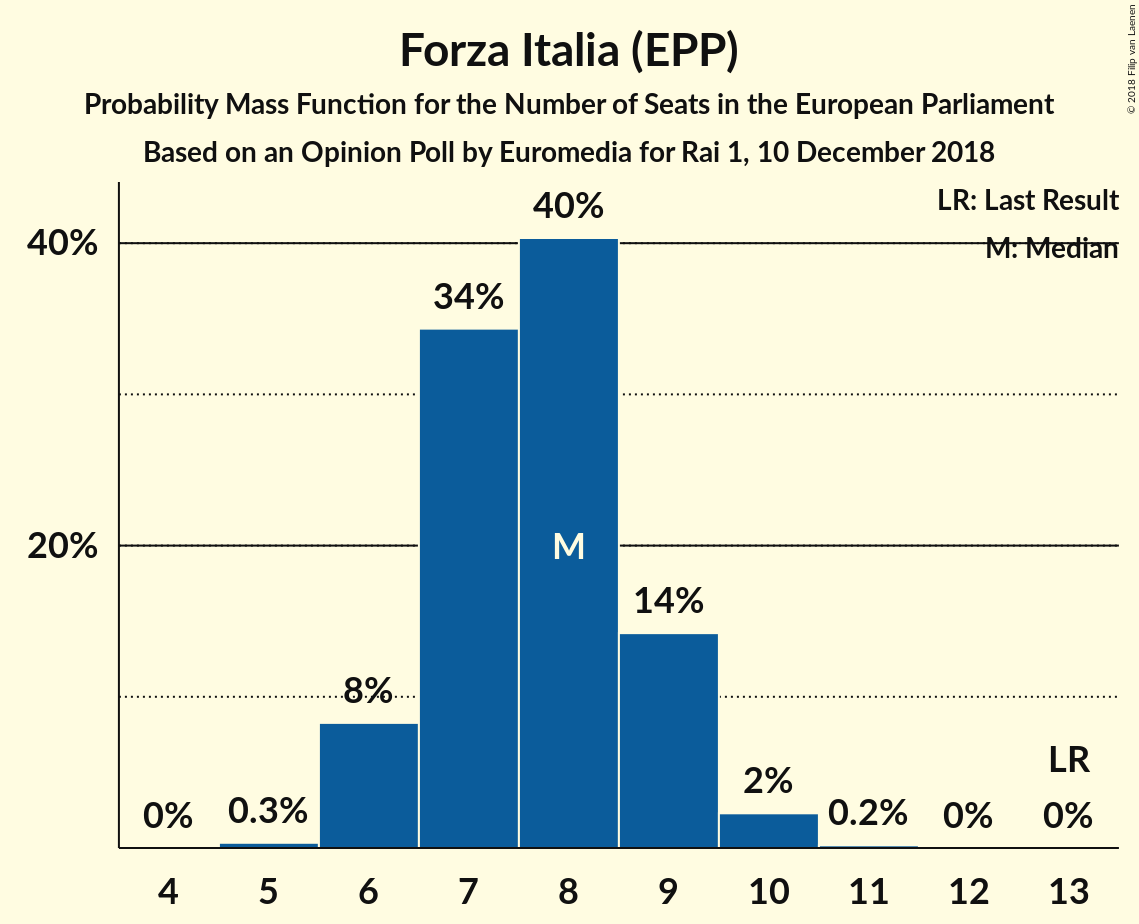 Forza Italia (EPP)
Probability Mass Function for the Number of Seats in the European Parliament
Based on an Opinion Poll by Euromedia for Rai 1, 10 December 2018
© 2018 Filip van Laenen
LR: Last Result
M: Median
40%
20%
0%
0.3%
8%
34%
40%
M
14%
2%
0.2%
0%
LR
0%
4 5 6 7 8 9 10 11 12 13